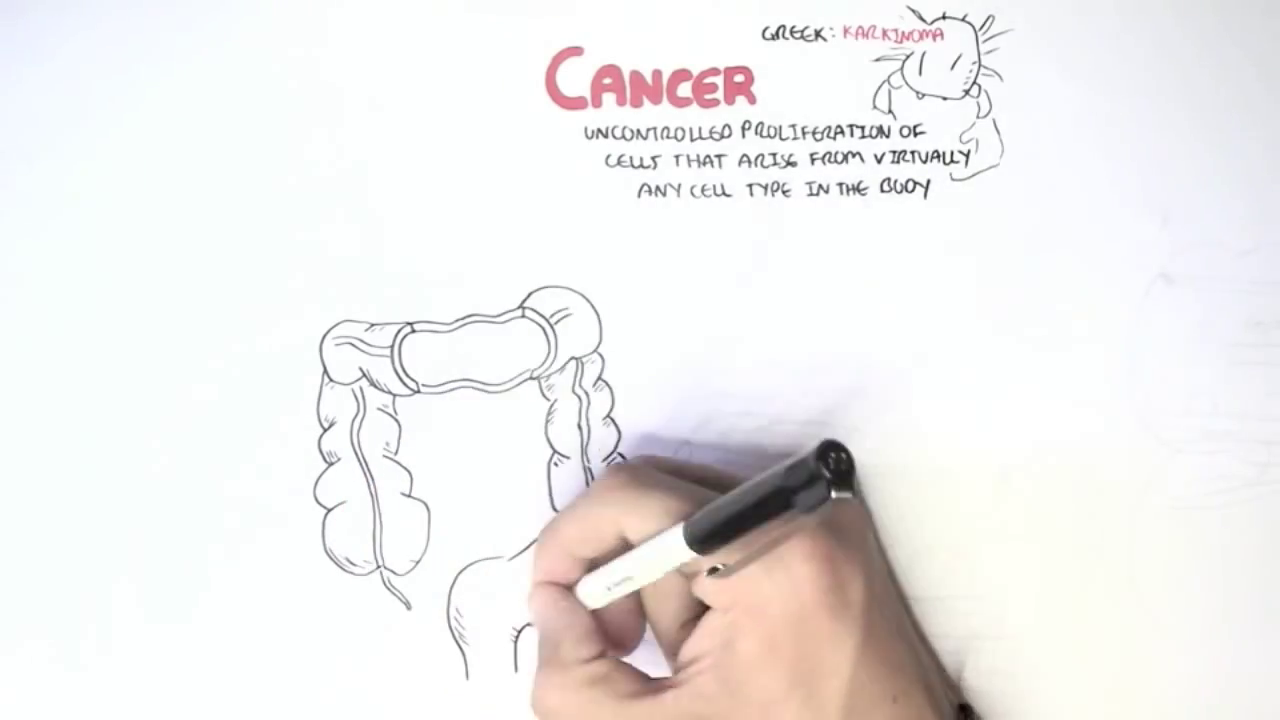 GREEK: KARKINOMA
CANCER
UNCONTROLLED PROLIFERATION OF
CELLS THAT ARISE FROM VIRTUALLY
ANY CELL TYPE IN THE BODY